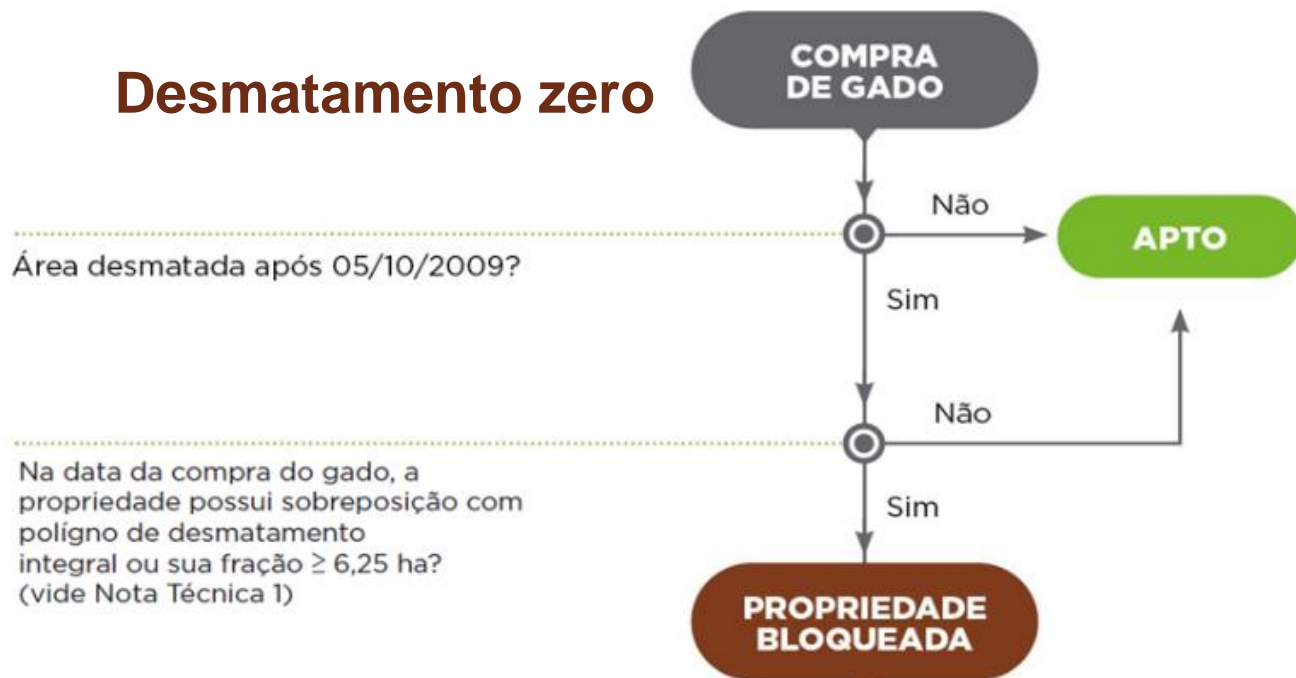 Desmatamento zero
COMPRA
DE GADO
Não
APTO
Área desmatada após 05/10/2009?
Sim
Não
Na data da compra do gado, a
propriedade possui sobreposição com
polígno de desmatamento
integral ou sua fração ≥ 6,25 ha?
(vide Nota Técnica 1)
Sim
PROPRIEDADE
BLOQUEADA